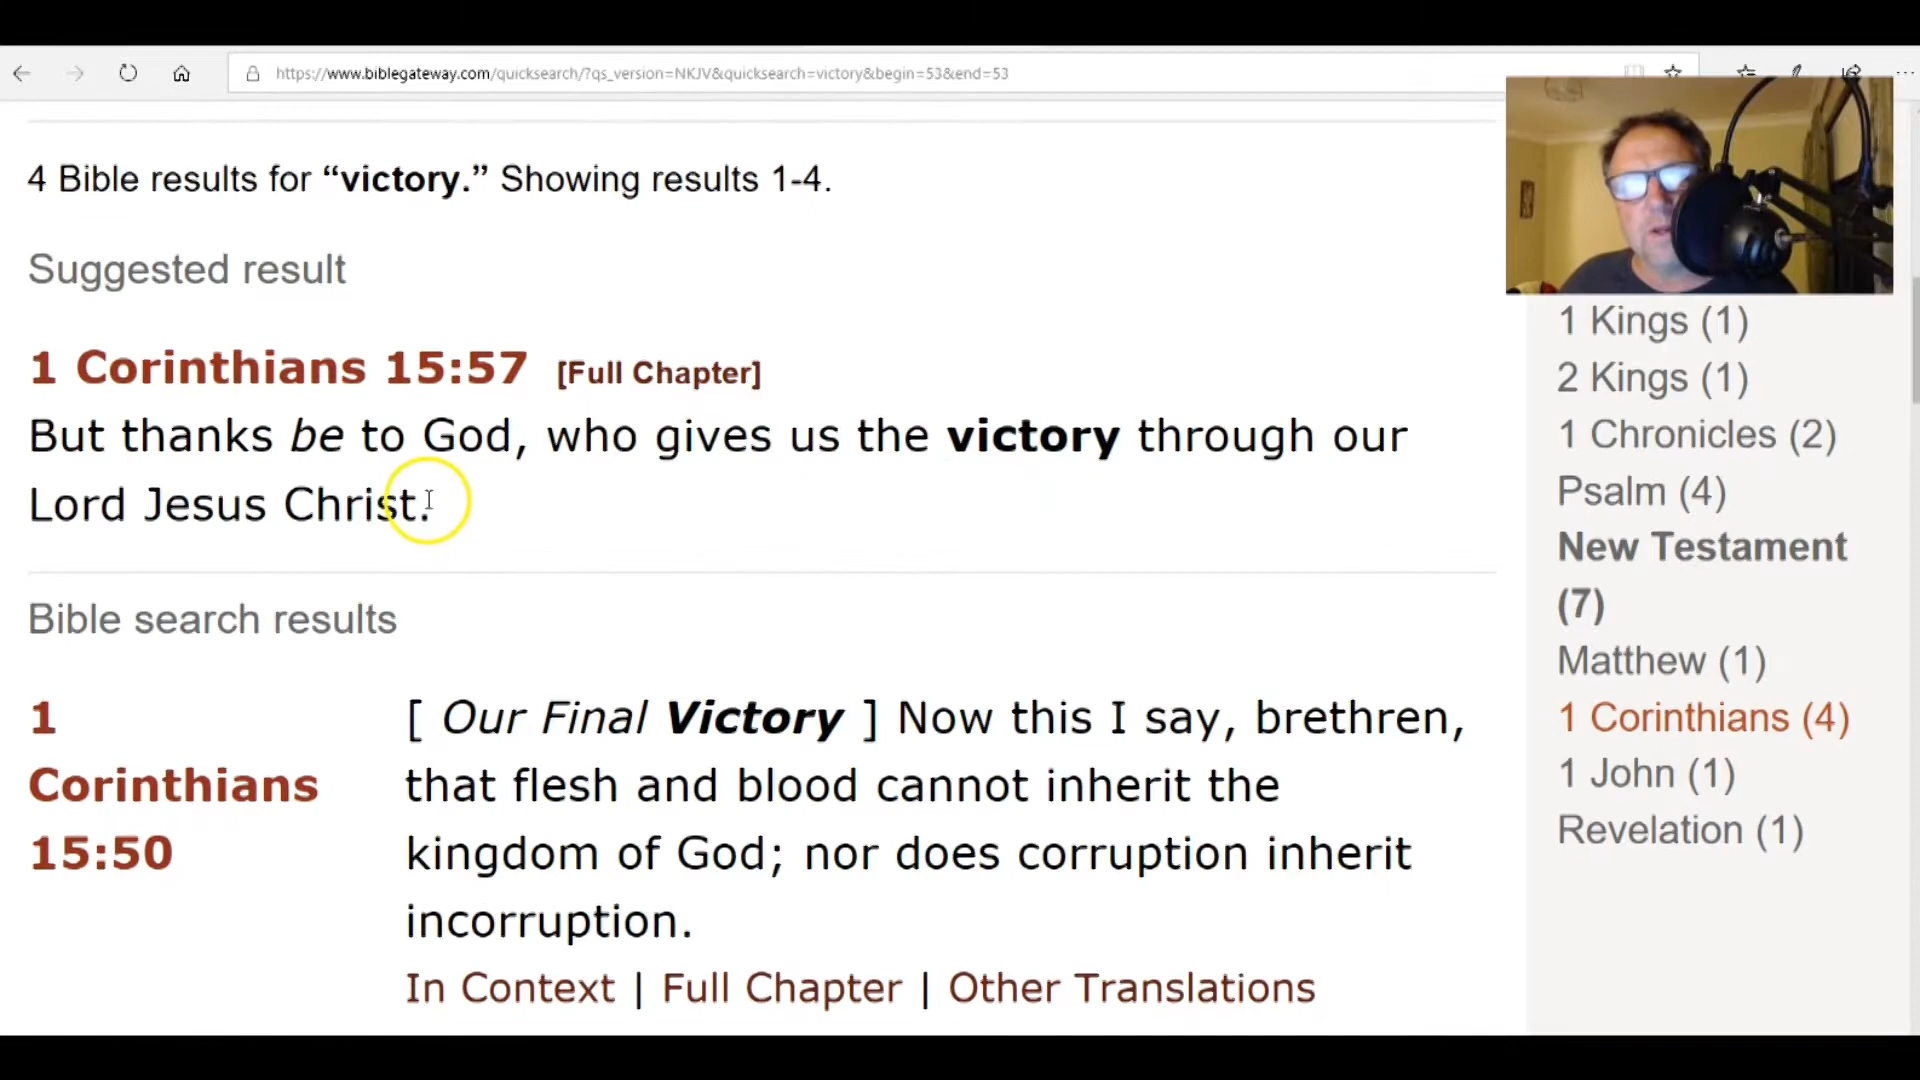 https://www.biblegateway.com/quicksearch/?qs_version=NKJV&quicksearch=victory&begin=53&end=53
4 Bible results for “victory.” Showing results 1-4.
Suggested result
1 Corinthians 15:57 [Full Chapter]
But thanks be to God, who gives us the victory through our
Lord Jesus Christ.
Bible search results
1
Corinthians
15:50
[ Our Final Victory ] Now this I say, brethren,
that flesh and blood cannot inherit the
kingdom of God; nor does corruption inherit
incorruption.
In Context | Full Chapter | Other Translations
1 Kings (1)
2 Kings (1)
1 Chronicles (2)
Psalm (4)
New Testament
(7)
Matthew (1)
1 Corinthians (4)
1 John (1)
Revelation (1)